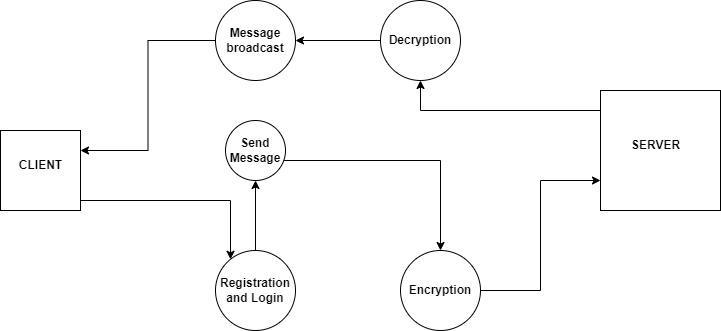 Message
broadcast
Decryption
Send
Message
CLIENT
SERVER
Registration
and Login
Encryption